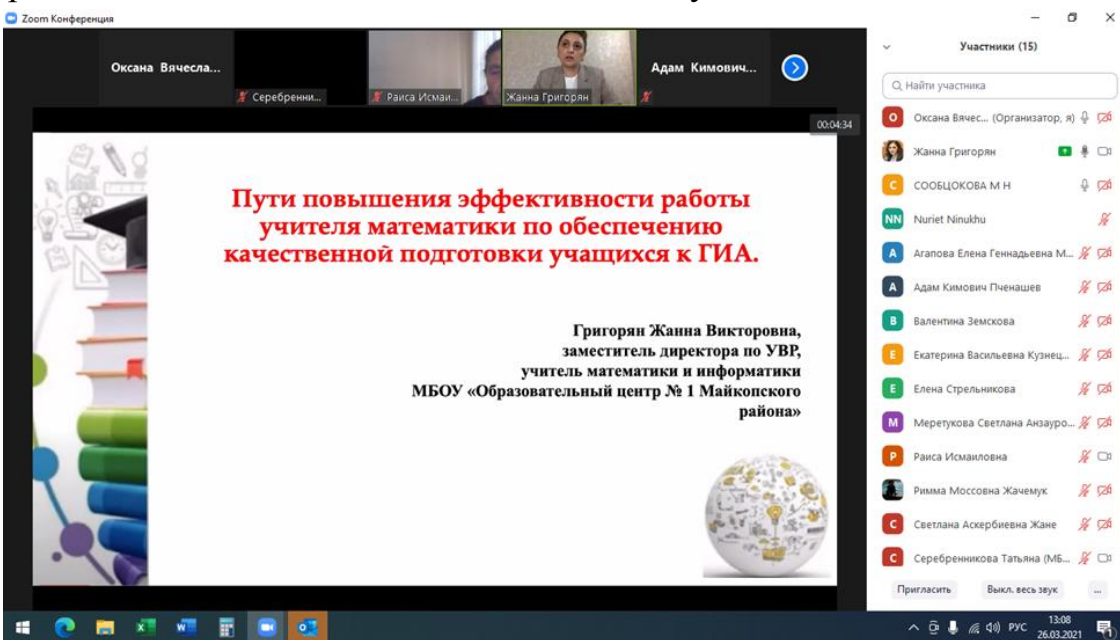 Zoom Конференция
Оксана Вячесла...
Серебренни...
Раиса Исмаи...
Жанна Григорян
Адам Кимович...
00:04:34
Пути повышения эффективности работы
учителя математики по обеспечению
качественной подготовки учащихся к ГИА.
Григорян Жанна Викторовна,
заместитель директора по УВР,
учитель математики и информатики
МБОУ «Образовательный центр № 1 Майкопского
района»
Участники (15)
Найти участника
О Оксана Вячес... (Организатор, я)
Жанна Григорян
С СООБЦОКОВА М Н
NN Nuriet Ninukhu
А Агапова Елена Геннадьевна М...
А Адам Кимович Пченашев
В Валентина Земскова
Е Екатерина Васильевна Кузнец...
Е Елена Стрельникова
М Меретукова Светлана Анзауро...
Р Раиса Исмаиловна
Римма Моссовна Жачемук
С Светлана Аскербиевна Жане
С Серебренникова Татьяна (МБ...
Пригласить Выкл. весь звук ...
РУС
13:08
26.03.2021